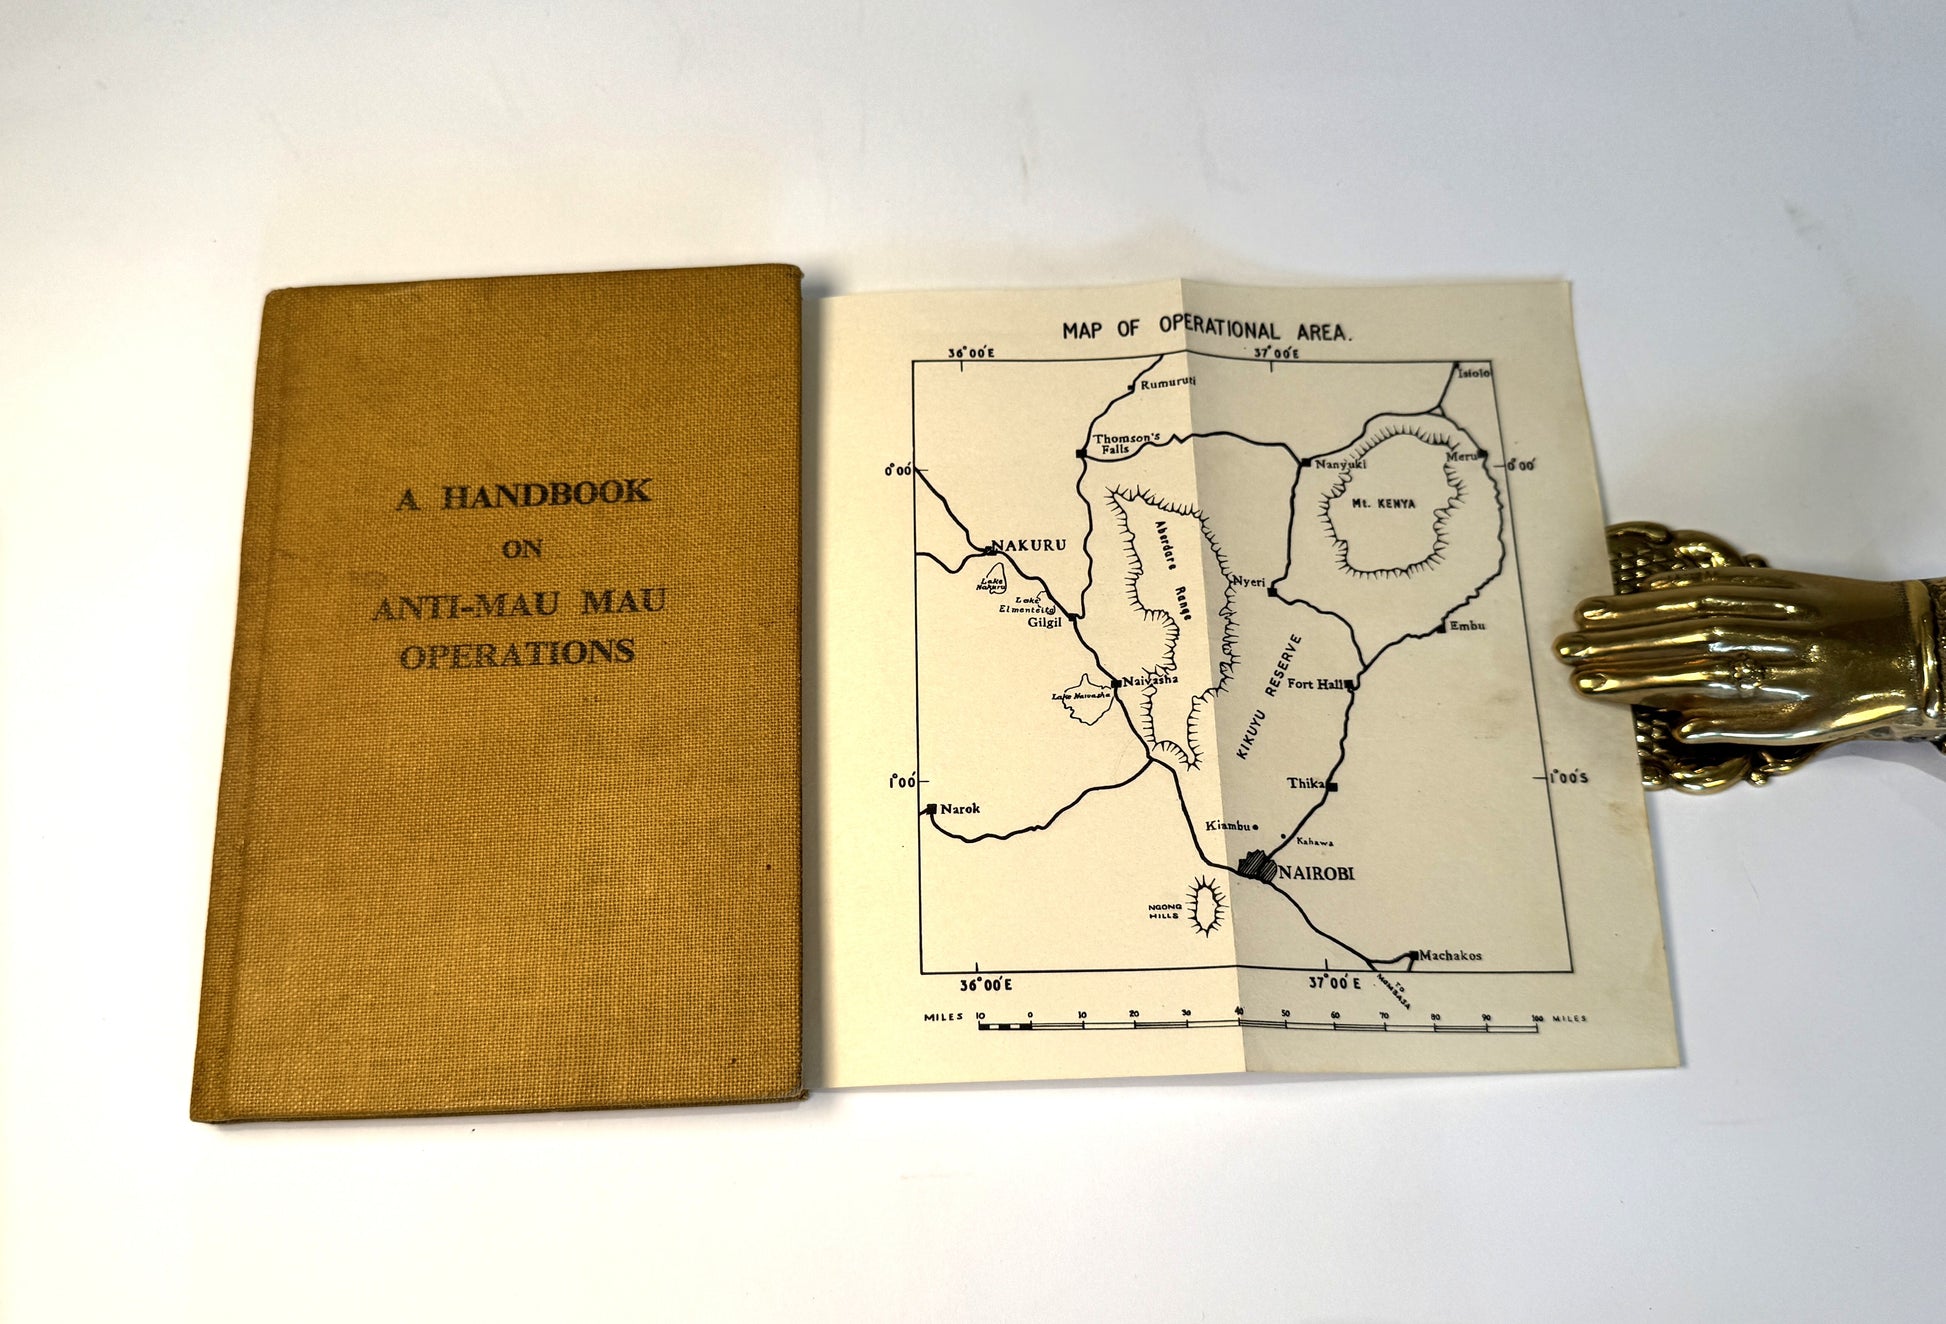 A HANDBOOK
ON
ANTI-MAU MAU
OPERATIONS
MAP OF OPERATIONAL AREA.
36°00'E
37°00'E
Isiolo
Rumuruti
Thomson's
Falls
0°00'
Nanyuki
Meru
0°00'
Mt. KENYA
Aberdare Range
NAKURU
Lake
Nakuru
Lake
Elmenteita
Gilgil
Nyeri
Embu
KIKUYU RESERVE
Naivasha
Lake Naivasha
Fort Hall
1°00'
1°00'S
Thika
Narok
Kiambu
Kahawa
NAIROBI
NGONG
HILLS
Machakos
TO
MOMBASA
36°00'E
37°00'E
MILES 10 0 10 20 30 40 50 60 70 80 90 100 MILES